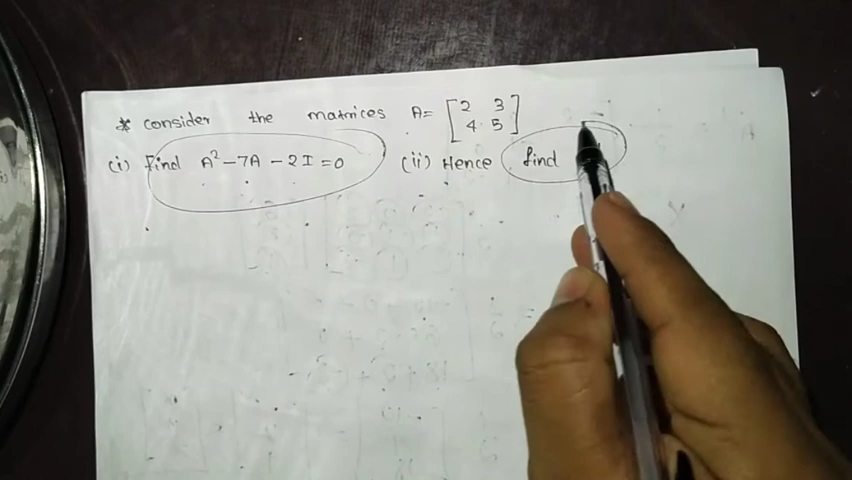 * consider the matrices A= [2 3
4 5]
(i) find A² - 7A - 2I = 0 (ii) Hence find